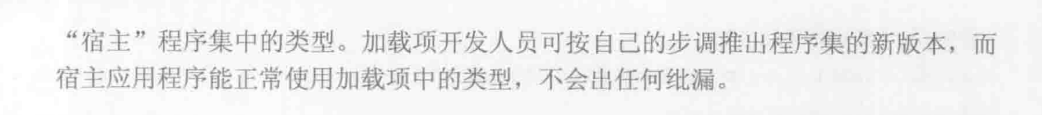 “宿主”程序集中的类型。加载项开发人员可按自己的步调推出程序集的新版本，而
宿主应用程序能正常使用加载项中的类型，不会出任何纰漏。